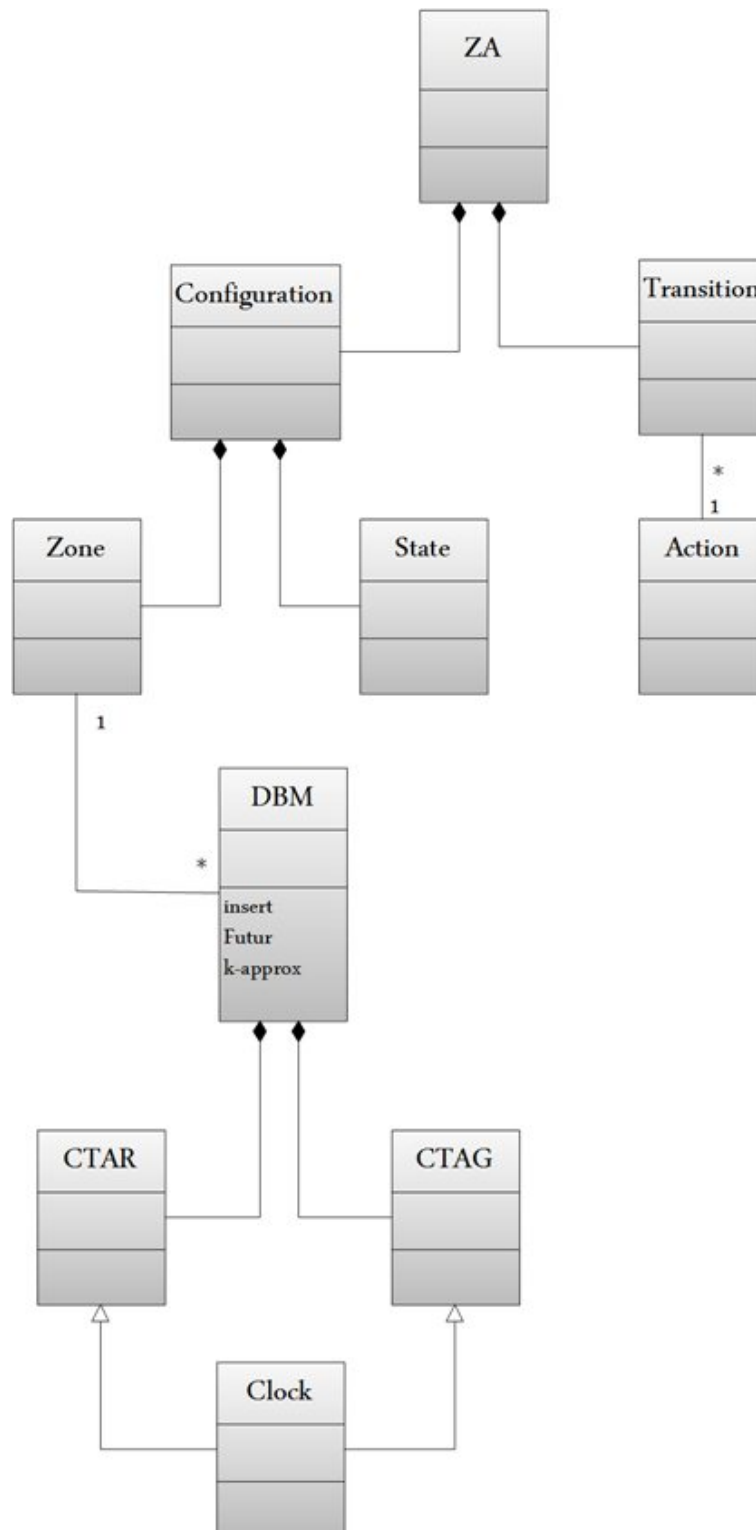 ZA
Configuration
Transition
*
1
Zone
State
Action
1
DBM
*
insert
Futur
k-approx
CTAR
CTAG
Clock